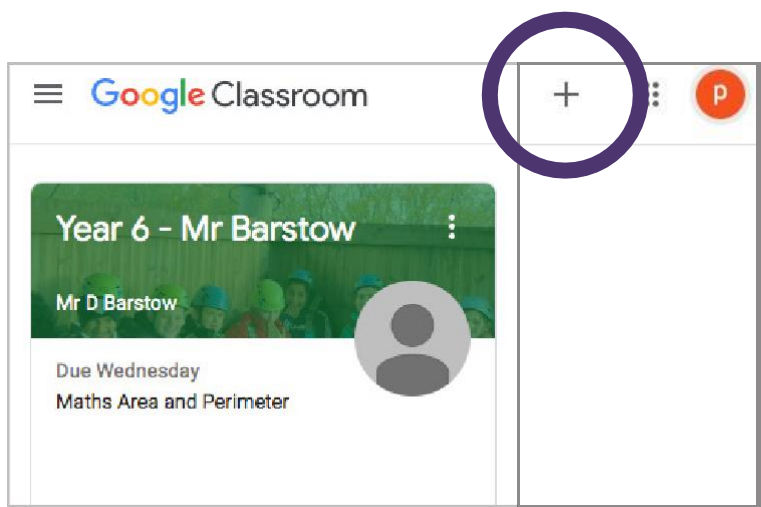 Google Classroom
p
Year 6 - Mr Barstow
Mr D Barstow
Due Wednesday
Maths Area and Perimeter